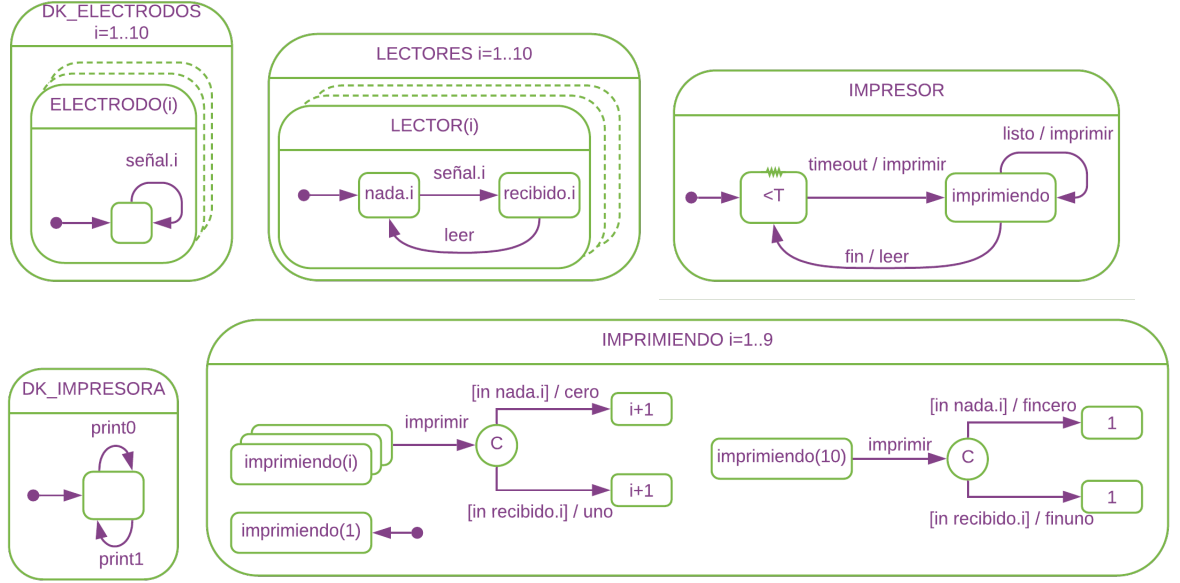 DK_ELECTRODOS
i=1..10
ELECTRODO(i)
señal.i
LECTORES i=1..10
LECTOR(i)
nada.i
señal.i
recibido.i
leer
IMPRESOR
<T
timeout / imprimir
listo / imprimir
imprimiendo
fin / leer
DK_IMPRESORA
print0
print1
IMPRIMIENDO i=1..9
imprimiendo(i)
imprimir
C
[in nada.i] / cero
i+1
[in recibido.i] / uno
i+1
imprimiendo(1)
imprimiendo(10)
imprimir
C
[in nada.i] / fincero
1
[in recibido.i] / finuno
1